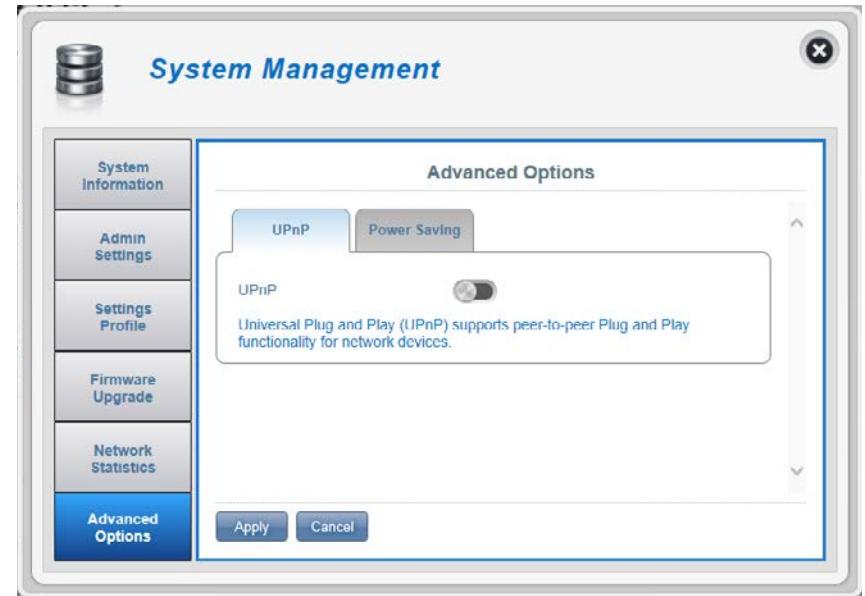 System Management
System
Information
Admin
Settings
Settings
Profile
Firmware
Upgrade
Network
Statistics
Advanced
Options
Advanced Options
UPnP
Power Saving
UPnP
Universal Plug and Play (UPnP) supports peer-to-peer Plug and Play
functionality for network devices.
Apply
Cancel